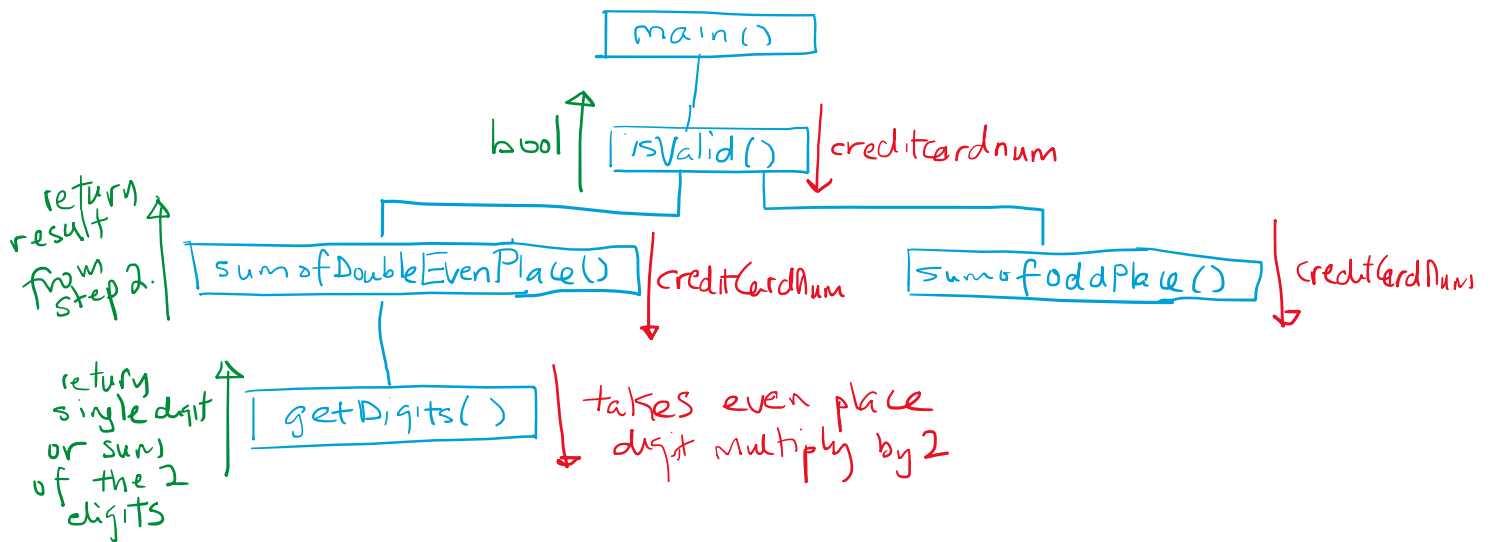 main()
bool
isValid()
creditCardnum
return
result
from
step 2.
sumofDoubleEvenPlace()
creditCardNum
sumofoddPlace()
creditCardNum
return
single digit
or sum
of the 2
digits
getDigits()
takes even place
digit multiply by 2